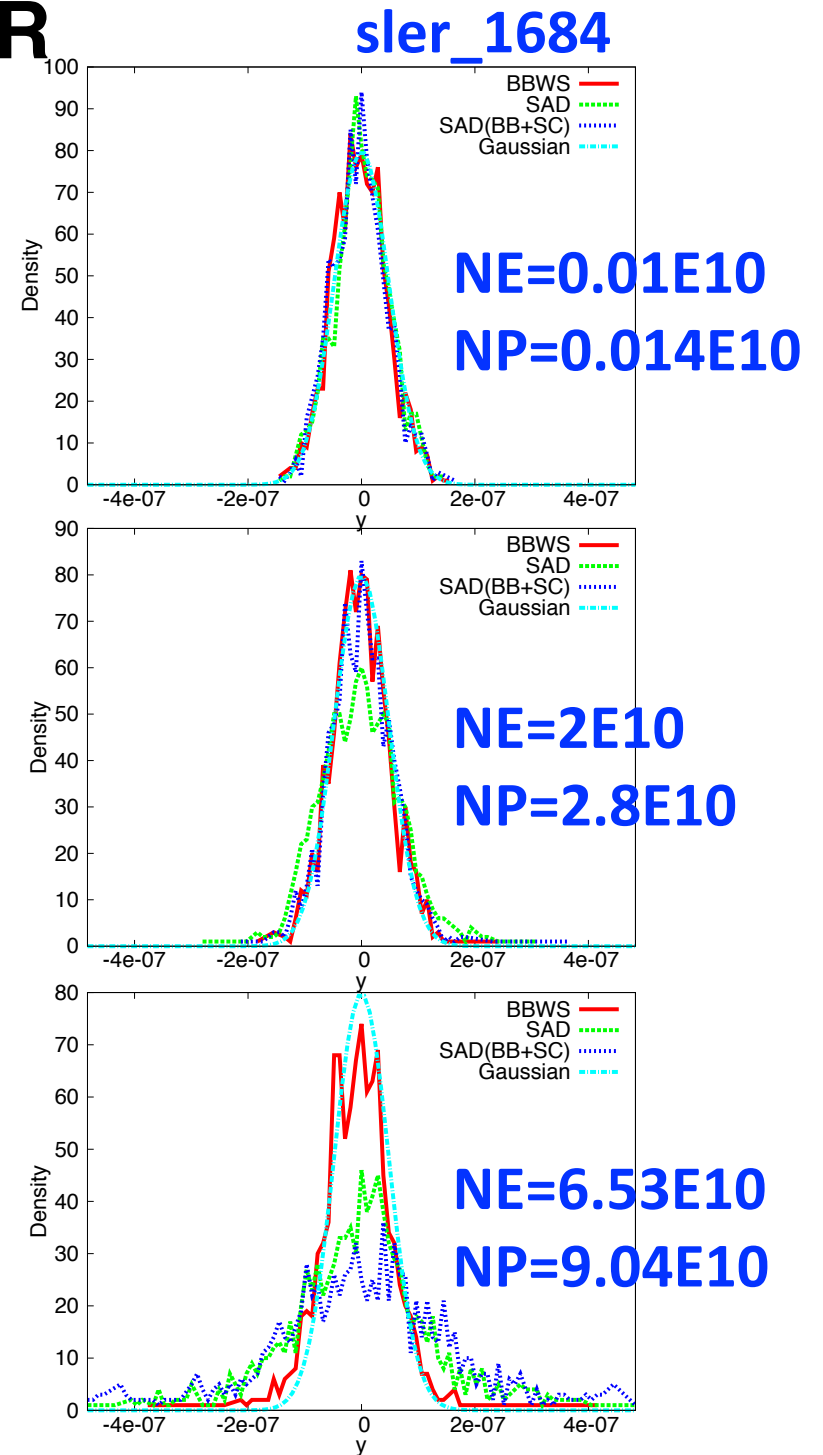 R
sler_1684
100
90
80
70
60
50
40
30
20
10
0
Density
BBWS
SAD
SAD(BB+SC)
Gaussian
NE=0.01E10
NP=0.014E10
-4e-07 -2e-07 0 2e-07 4e-07
y
90
80
70
60
50
40
30
20
10
0
Density
BBWS
SAD
SAD(BB+SC)
Gaussian
NE=2E10
NP=2.8E10
-4e-07 -2e-07 0 2e-07 4e-07
y
80
70
60
50
40
30
20
10
0
Density
BBWS
SAD
SAD(BB+SC)
Gaussian
NE=6.53E10
NP=9.04E10
-4e-07 -2e-07 0 2e-07 4e-07
y